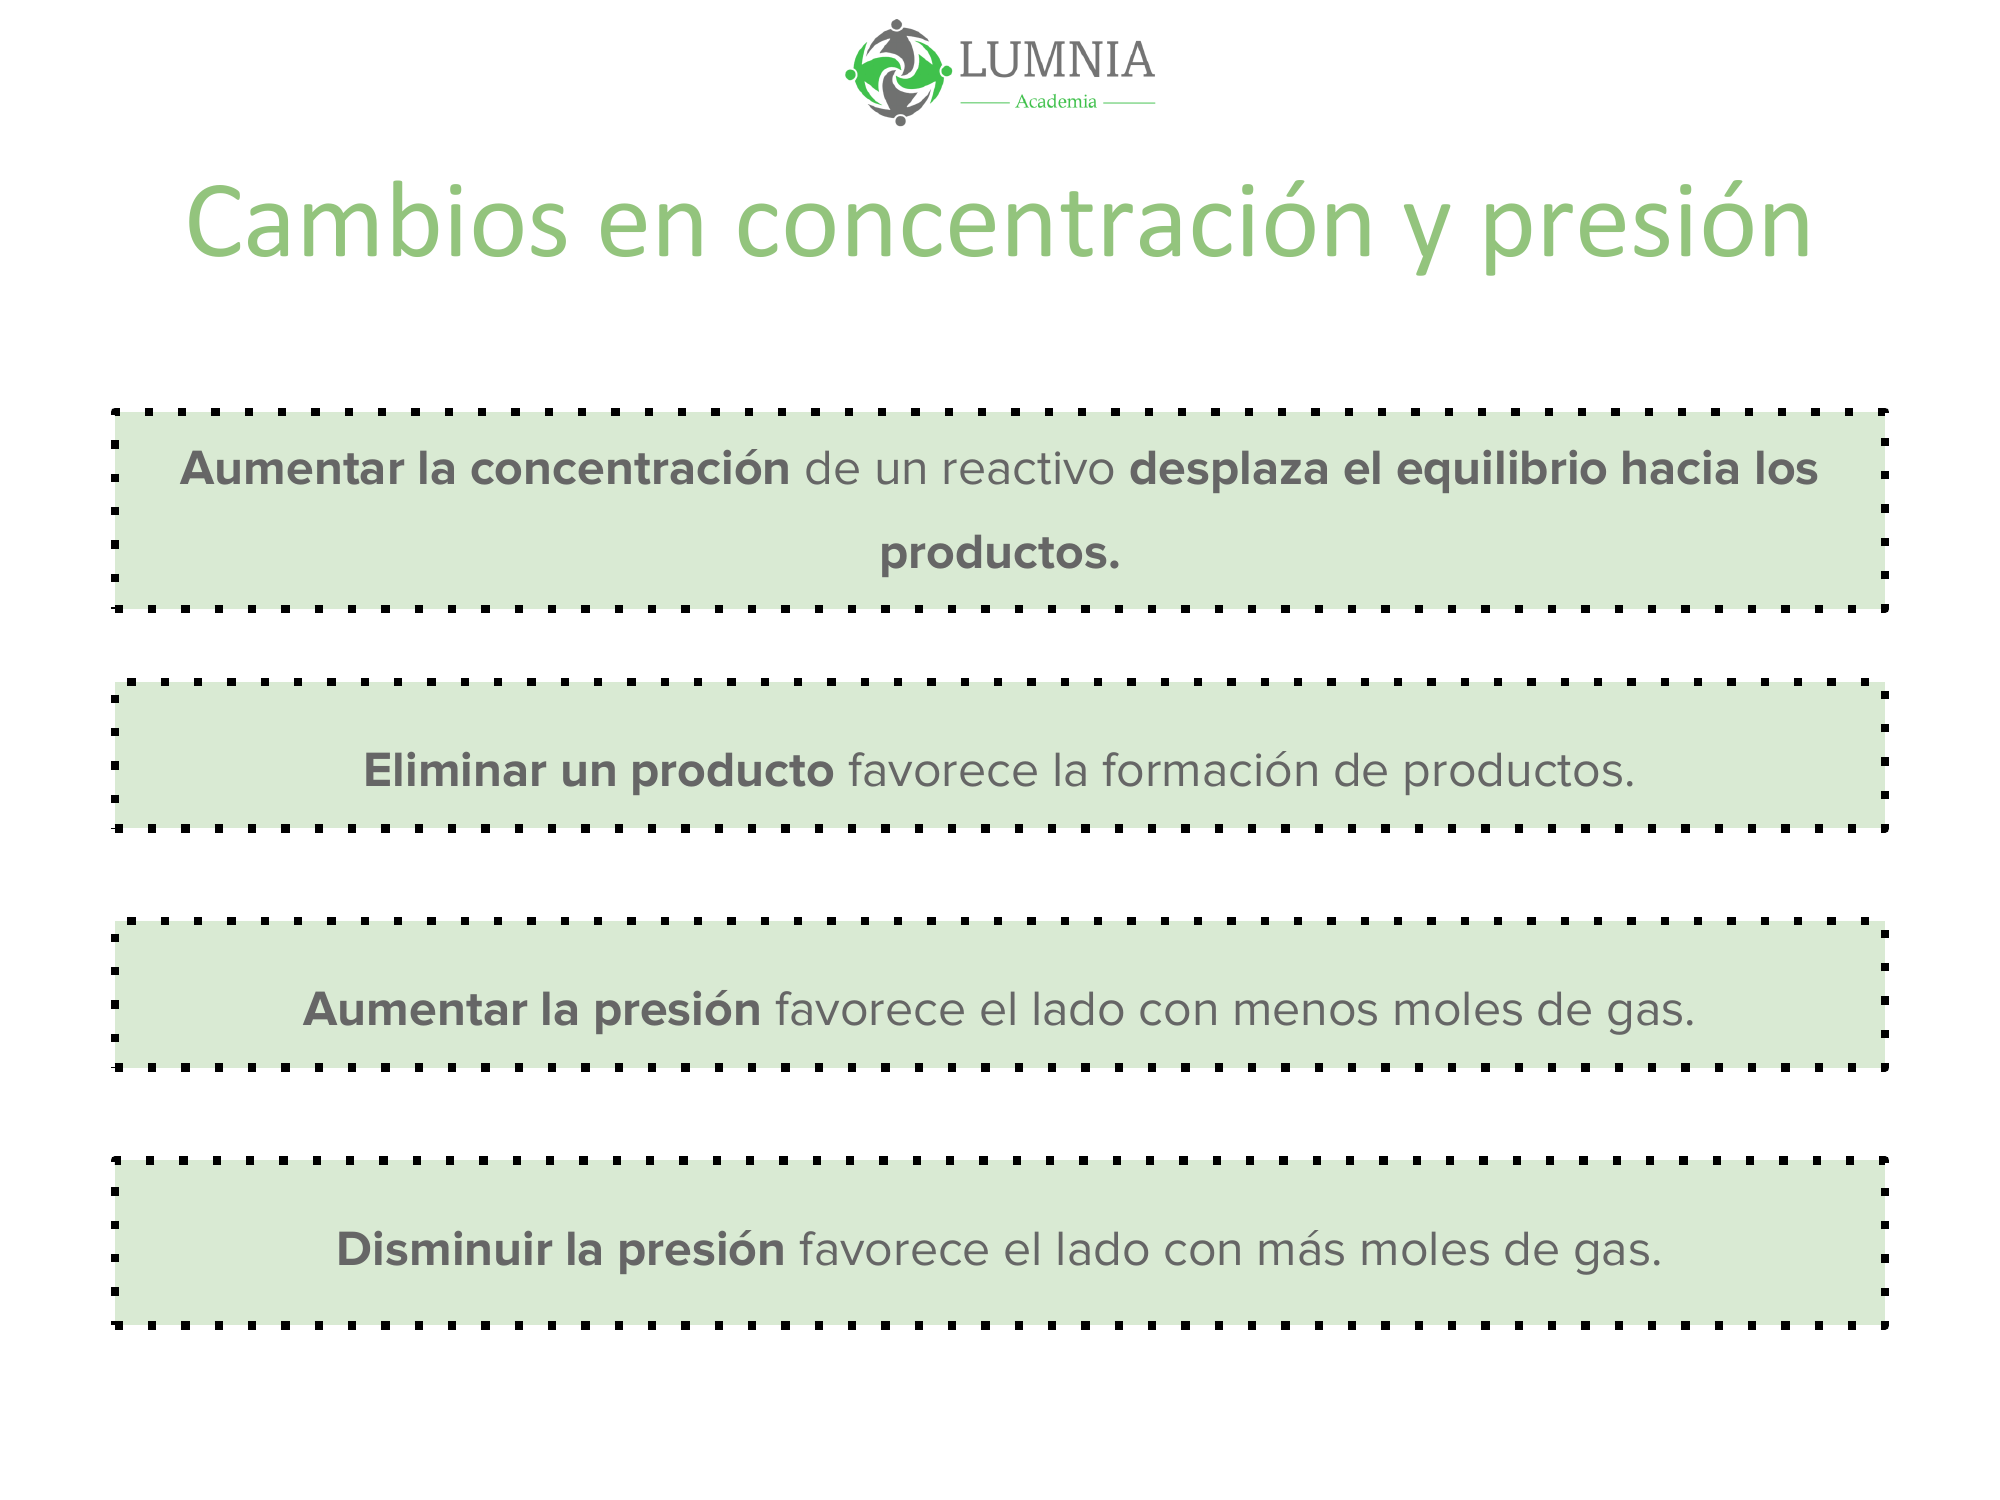 LUMNIA
Academia
Cambios en concentración y presión
Aumentar la concentración de un reactivo desplaza el equilibrio hacia los
productos.
Eliminar un producto favorece la formación de productos.
Aumentar la presión favorece el lado con menos moles de gas.
Disminuir la presión favorece el lado con más moles de gas.